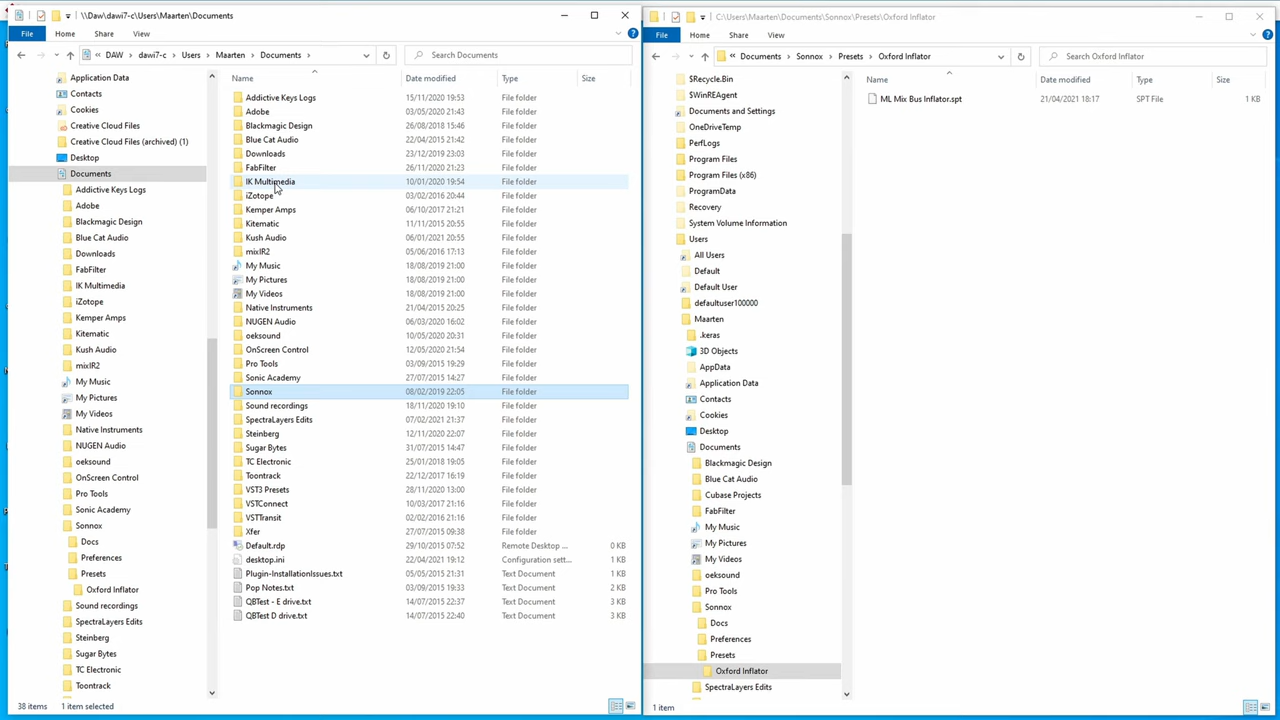 \\Daw\dawi7-c\Users\Maarten\Documents
File
Home
Share
View
DAW > dawi7-c > Users > Maarten > Documents >
Search Documents
Application Data
Contacts
Cookies
Creative Cloud Files
Creative Cloud Files (archived) (1)
Desktop
Documents
Addictive Keys Logs
Adobe
Blackmagic Design
Blue Cat Audio
Downloads
FabFilter
IK Multimedia
iZotope
Kemper Amps
Kitematic
Kush Audio
mixIR2
My Music
My Pictures
My Videos
Native Instruments
NUGEN Audio
oeksound
OnScreen Control
Pro Tools
Sonic Academy
Sonnox
Docs
Preferences
Presets
Oxford Inflator
Sound recordings
SpectraLayers Edits
Steinberg
Sugar Bytes
TC Electronic
Toontrack
Name Date modified Type Size
Addictive Keys Logs 15/11/2020 19:53 File folder
Adobe 03/05/2020 21:43 File folder
Blackmagic Design 26/08/2018 15:46 File folder
Blue Cat Audio 22/04/2015 21:42 File folder
Downloads 23/12/2019 23:03 File folder
FabFilter 26/11/2020 21:23 File folder
IK Multimedia 10/01/2020 19:54 File folder
iZotope 03/02/2016 20:44 File folder
Kemper Amps 06/10/2017 21:21 File folder
Kitematic 11/11/2015 20:55 File folder
Kush Audio 06/01/2021 20:55 File folder
mixIR2 05/06/2016 17:13 File folder
My Music 18/08/2019 21:00 File folder
My Pictures 18/08/2019 21:00 File folder
My Videos 18/08/2019 21:00 File folder
Native Instruments 21/04/2015 20:25 File folder
NUGEN Audio 06/03/2020 16:02 File folder
oeksound 10/05/2020 20:31 File folder
OnScreen Control 12/05/2020 21:54 File folder
Pro Tools 03/09/2015 19:29 File folder
Sonic Academy 27/07/2015 14:27 File folder
Sonnox 08/02/2019 22:05 File folder
Sound recordings 18/11/2020 19:10 File folder
SpectraLayers Edits 07/02/2021 21:37 File folder
Steinberg 12/11/2020 22:07 File folder
Sugar Bytes 31/07/2015 14:47 File folder
TC Electronic 25/01/2018 19:05 File folder
Toontrack 22/12/2017 16:19 File folder
VST3 Presets 28/11/2020 13:00 File folder
VSTConnect 10/03/2017 21:16 File folder
VSTTransit 02/02/2016 21:16 File folder
Xfer 27/07/2015 09:38 File folder
Default.rdp 29/10/2015 07:52 Remote Desktop ... 0 KB
desktop.ini 22/04/2021 19:12 Configuration sett... 1 KB
Plugin-InstallationIssues.txt 05/05/2015 21:31 Text Document 1 KB
Pop Notes.txt 03/09/2015 19:33 Text Document 2 KB
QBTest - E drive.txt 14/07/2015 22:37 Text Document 3 KB
QBTest D drive.txt 14/07/2015 22:40 Text Document 3 KB
38 items 1 item selected
C:\Users\Maarten\Documents\Sonnox\Presets\Oxford Inflator
File
Home
Share
View
« Documents > Sonnox > Presets > Oxford Inflator
Search Oxford Inflator
$Recycle.Bin
$WinREAgent
Documents and Settings
OneDriveTemp
PerfLogs
Program Files
Program Files (x86)
ProgramData
Recovery
System Volume Information
Users
All Users
Default
Default User
defaultuser100000
Maarten
.keras
3D Objects
AppData
Application Data
Contacts
Cookies
Desktop
Documents
Blackmagic Design
Blue Cat Audio
Cubase Projects
FabFilter
My Music
My Pictures
My Videos
oeksound
Pro Tools
Sonnox
Docs
Preferences
Presets
Oxford Inflator
SpectraLayers Edits
Name Date modified Type Size
ML Mix Bus Inflator.spt 21/04/2021 18:17 SPT File 1 KB
1 item